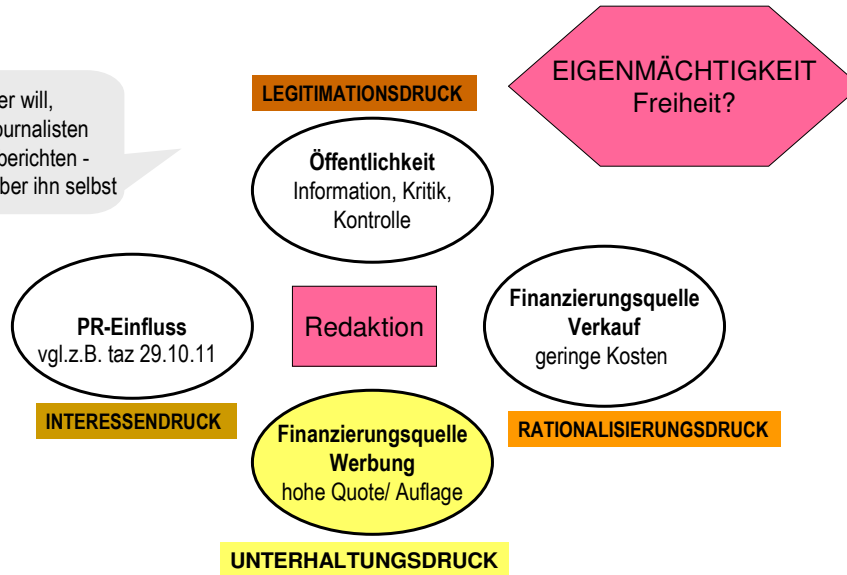 EIGENMÄCHTIGKEIT
Freiheit?
LEGITIMATIONSDRUCK
er will,
ournalisten
berichten -
ber ihn selbst
Öffentlichkeit
Information, Kritik,
Kontrolle
PR-Einfluss
vgl.z.B. taz 29.10.11
Redaktion
Finanzierungsquelle
Verkauf
geringe Kosten
INTERESSENDRUCK
RATIONALISIERUNGSDRUCK
Finanzierungsquelle
Werbung
hohe Quote/ Auflage
UNTERHALTUNGSDRUCK